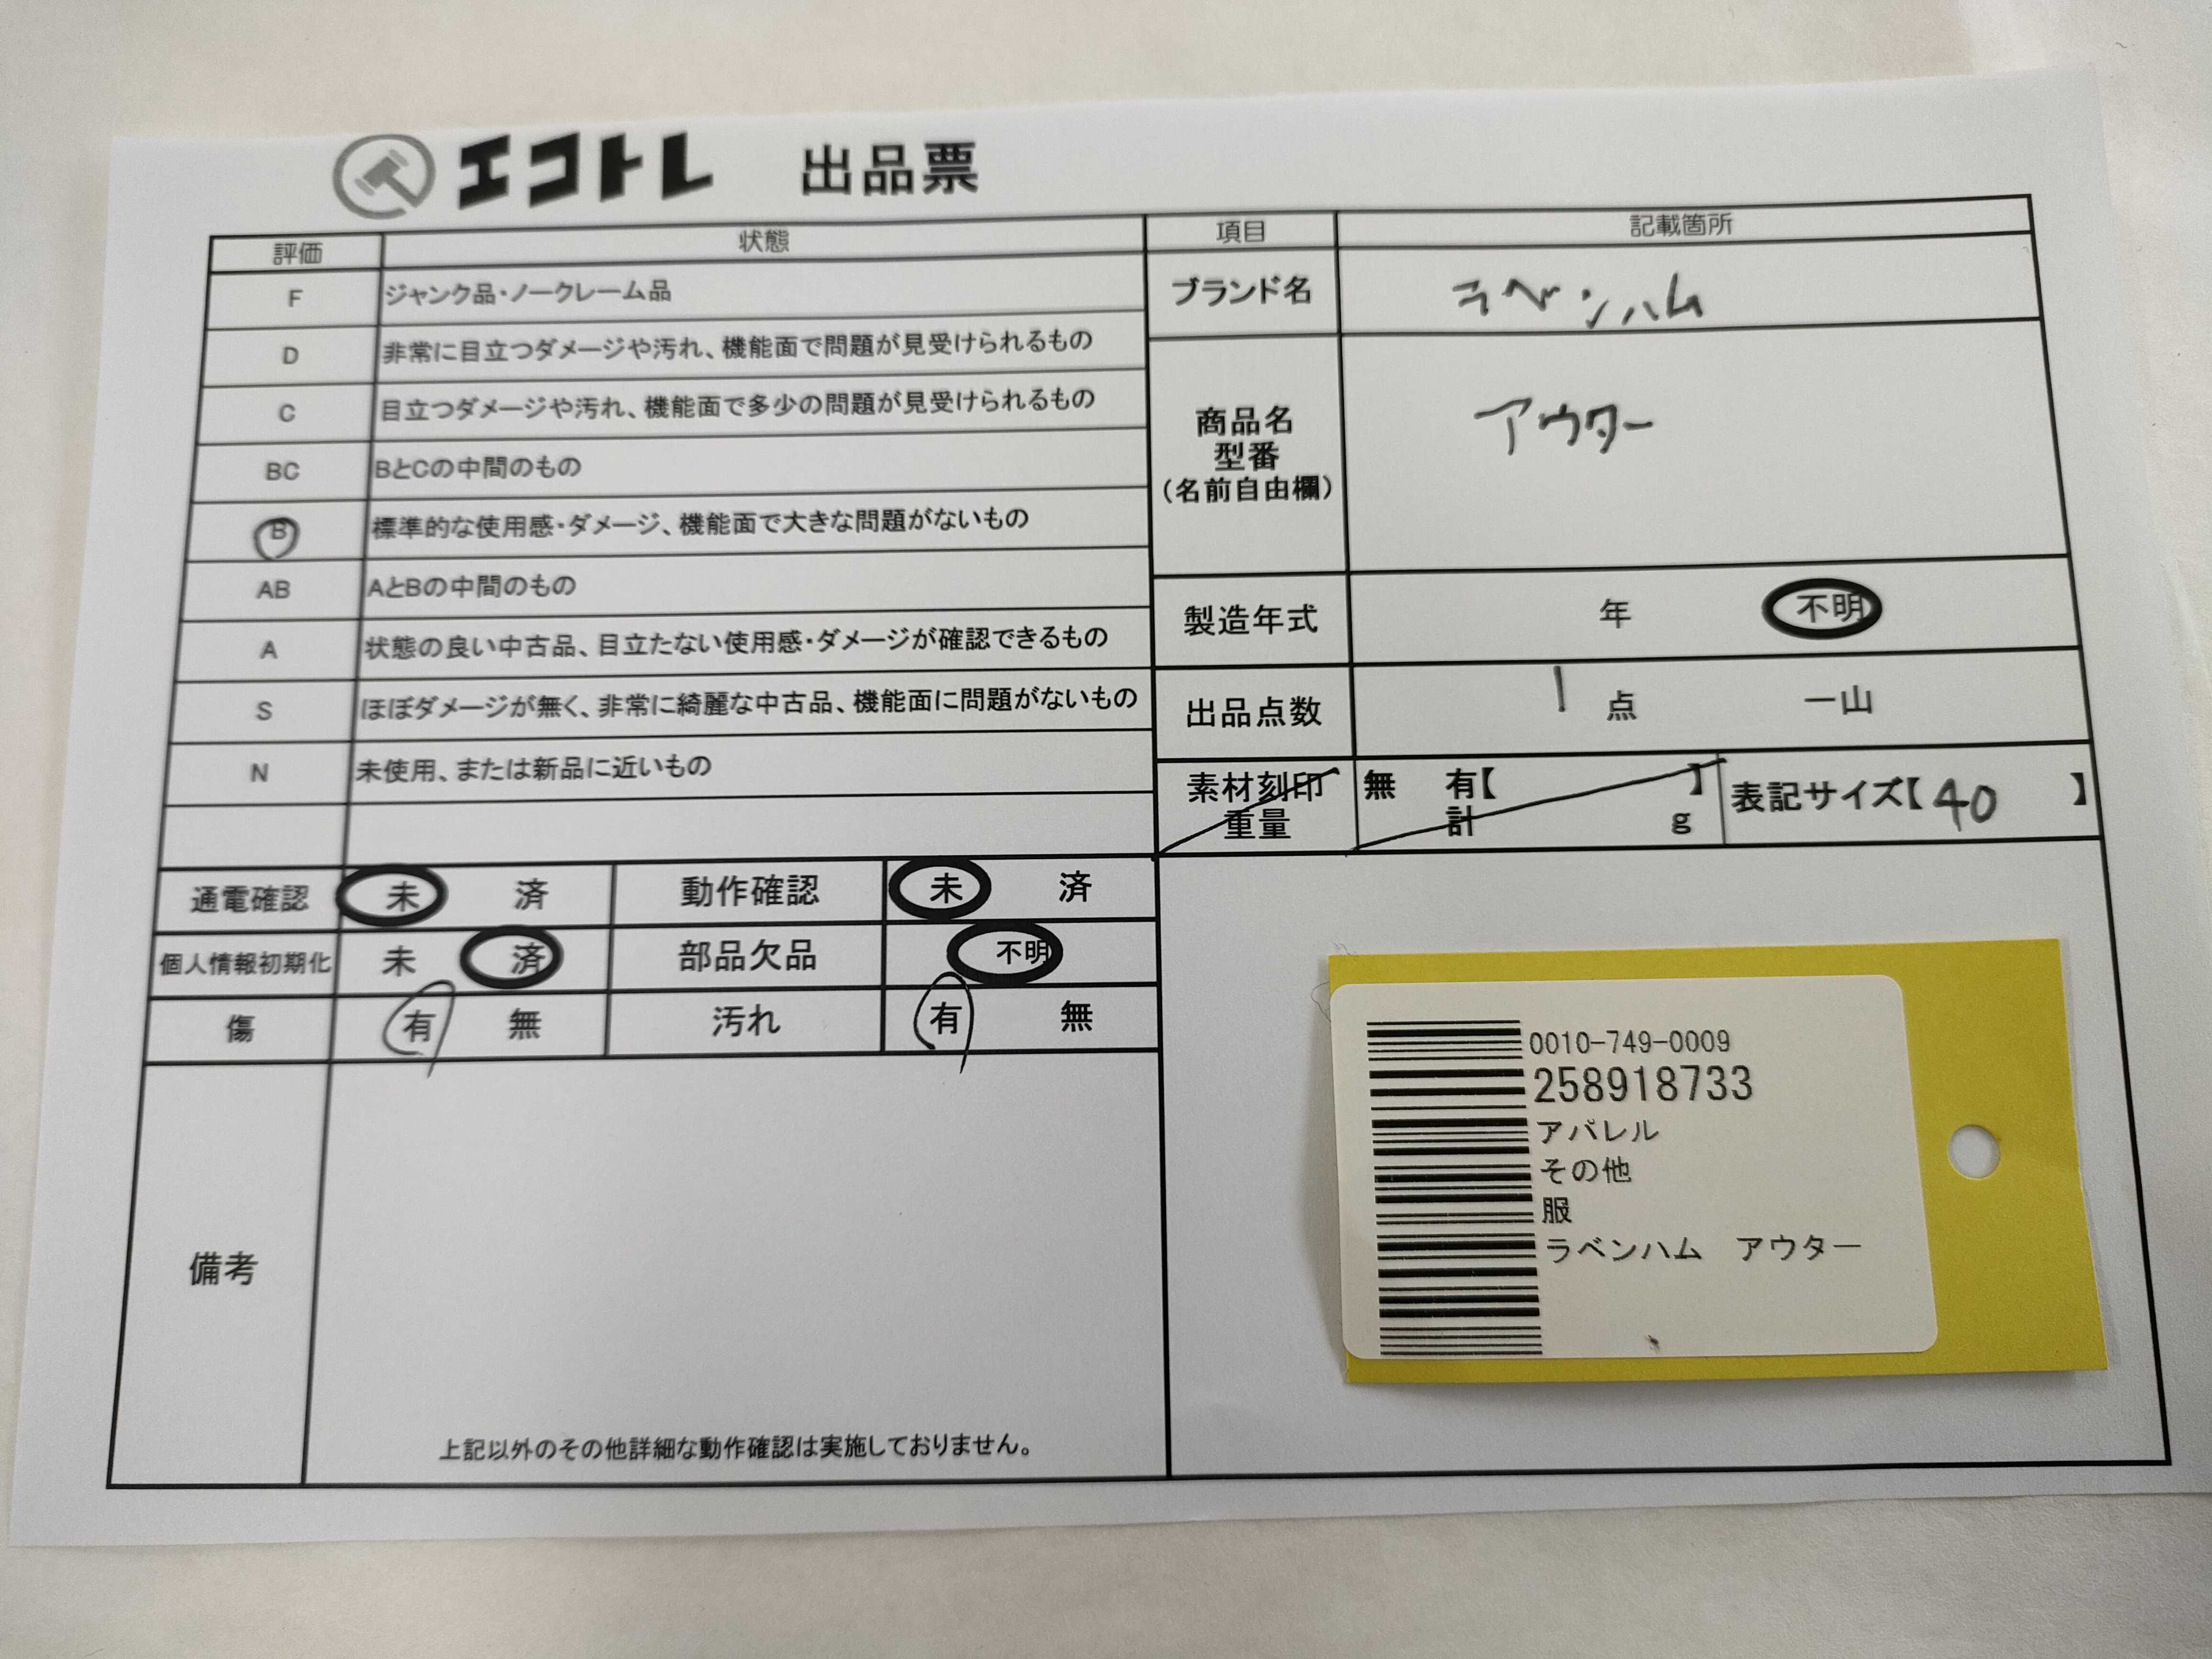 エコトレ 出品票
評価 状態
F ジャンク品・ノークレーム品
D 非常に目立つダメージや汚れ、機能面で問題が見受けられるもの
C 目立つダメージや汚れ、機能面で多少の問題が見受けられるもの
BC BとCの中間のもの
B 標準的な使用感・ダメージ、機能面で大きな問題がないもの
AB AとBの中間のもの
A 状態の良い中古品、目立たない使用感・ダメージが確認できるもの
S ほぼダメージが無く、非常に綺麗な中古品、機能面に問題がないもの
N 未使用、または新品に近いもの
通電確認 未 済 動作確認 未 済
個人情報初期化 未 済 部品欠品 不明
傷 有 無 汚れ 有 無
備考
上記以外のその他詳細な動作確認は実施しておりません。
項目 記載箇所
ブランド名 ラベンハム
商品名
型番
(名前自由欄)
アウター
製造年式 年 不明
出品点数 1 点 一山
素材刻印 無 有【 】 表記サイズ【 40 】
重量 計 g
0010-749-0009
258918733
アパレル
その他
服
ラベンハム アウター